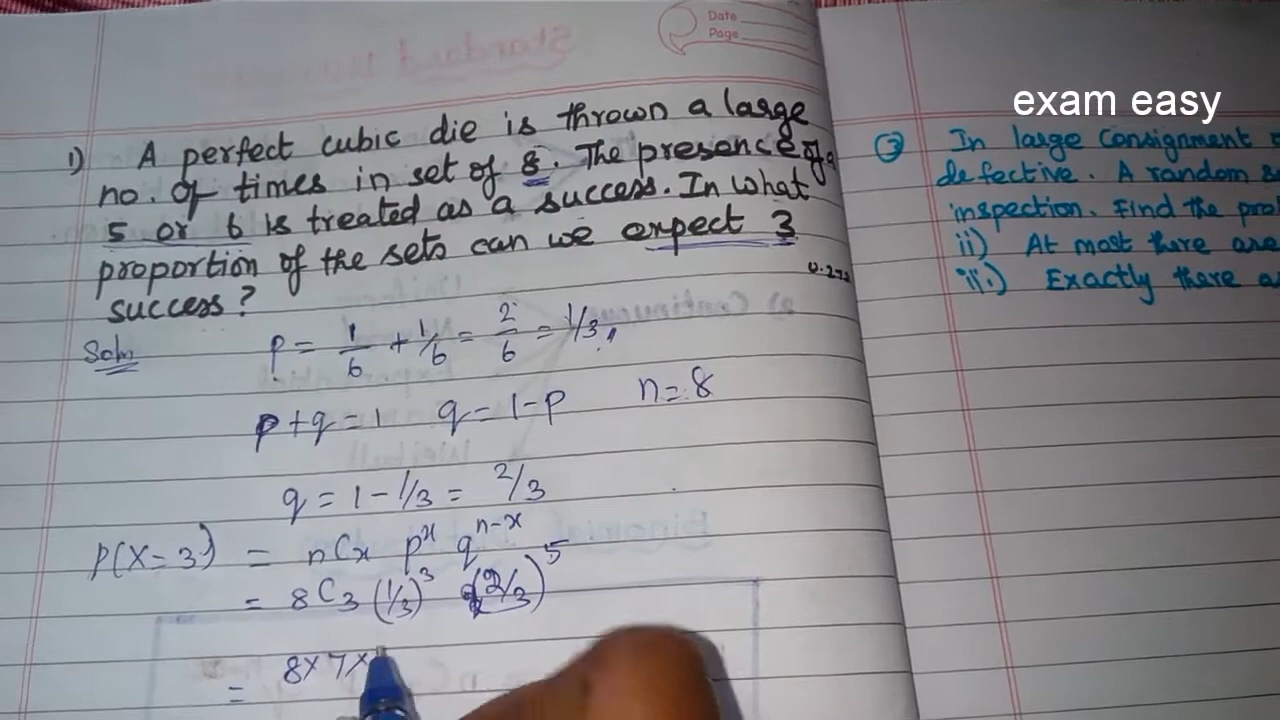 Date
Page
exam easy
1) A perfect cubic die is thrown a large
no. of times in set of 8. The presence of a
5 or 6 is treated as a success. In what
proportion of the sets can we expect 3
success?
0.272
Soln
p = 1/6 + 1/6 = 2/6 = 1/3
p+q=1 q=1-p n=8
q = 1-1/3 = 2/3
P(X=3) = nCx p^x q^n-x
= 8C3 (1/3)^3 (2/3)^5
= 8×7×
3 In large consignment
defective. A random
inspection. Find the
ii) At most there are
iii.) Exactly there